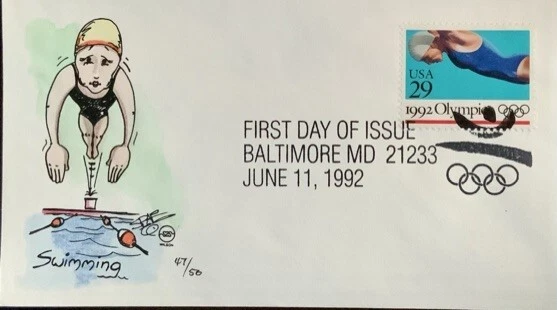 USA
29
1992 Olympics
FIRST DAY OF ISSUE
BALTIMORE MD 21233
JUNE 11, 1992
Swimming
47/50